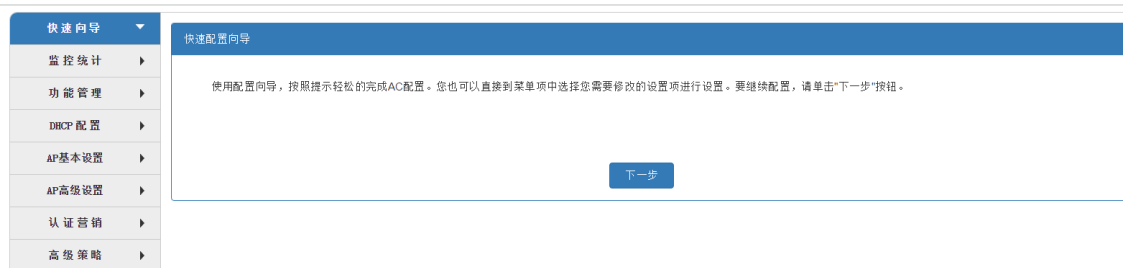 快速向导
监控统计
功能管理
DHCP配置
AP基本设置
AP高级设置
认证营销
高级策略
快速配置向导
使用配置向导，按照提示轻松的完成AC配置。您也可以直接到菜单项中选择您需要修改的设置项进行设置。要继续配置，请单击"下一步"按钮。
下一步